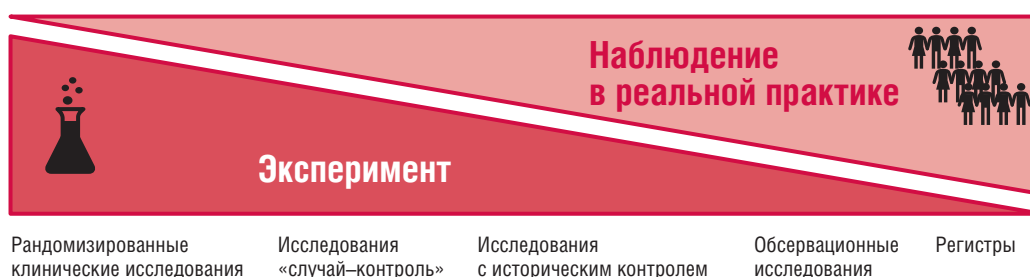 Наблюдение
в реальной практике
Эксперимент
Рандомизированные
клинические исследования
Исследования
«случай–контроль»
Исследования
с историческим контролем
Обсервационные
исследования
Регистры